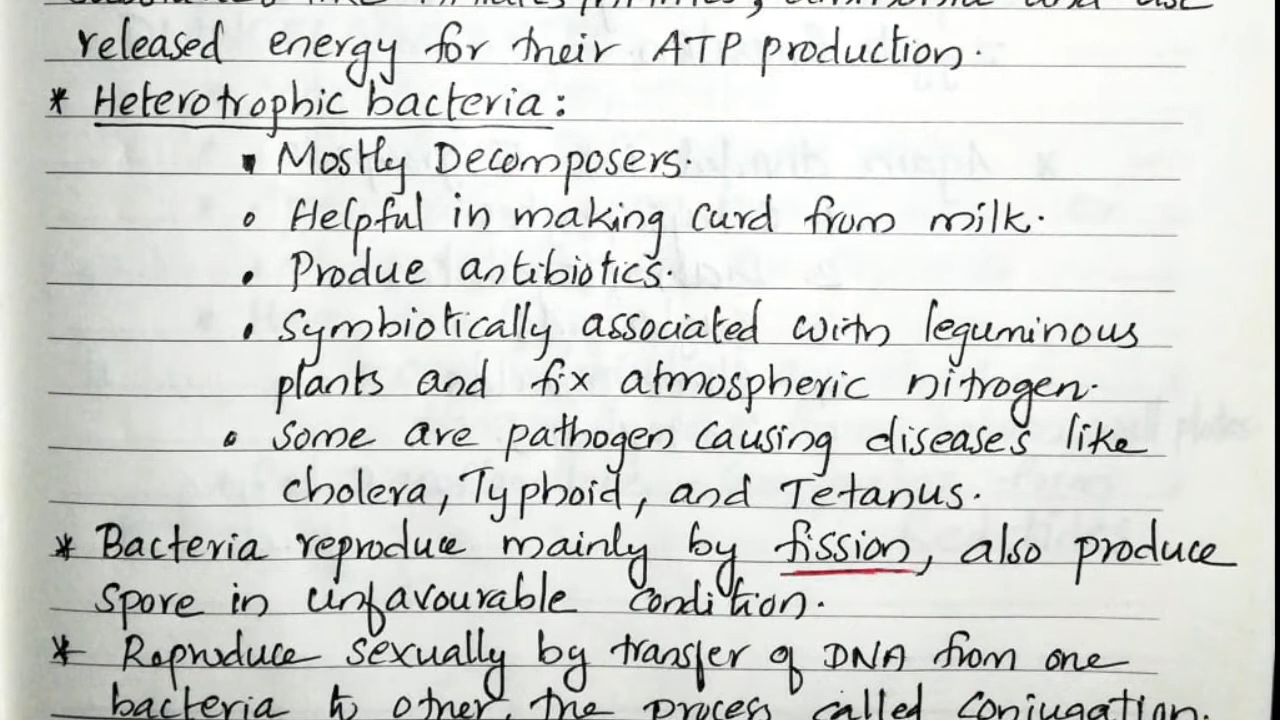 released energy for their ATP production.
* Heterotrophic bacteria:
▪ Mostly Decomposers.
∘ Helpful in making curd from milk.
• Produe antibiotics.
• Symbiotically associated with leguminous
plants and fix atmospheric nitrogen.
• Some are pathogen causing diseases like
cholera, Typhoid, and Tetanus.
* Bacteria reproduce mainly by fission, also produce
spore in unfavourable condition.
* Reproduce sexually by transfer of DNA from one
bacteria to other, the process called conjugation.